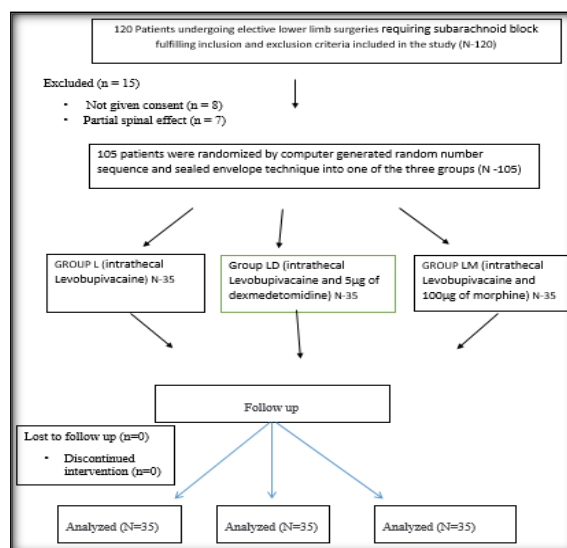 120 Patients undergoing elective lower limb surgeries requiring subarachnoid block
fulfilling inclusion and exclusion criteria included in the study (N-120)
Excluded (n = 15)
• Not given consent (n = 8)
• Partial spinal effect (n = 7)
105 patients were randomized by computer generated random number
sequence and sealed envelope technique into one of the three groups (N -105)
GROUP L (intrathecal
Levobupivacaine) N-35
Group LD (intrathecal
Levobupivacaine and 5µg of
dexmedetomidine) N-35
GROUP LM (intrathecal
Levobupivacaine and
100µg of morphine) N-35
Follow up
Lost to follow up (n=0)
• Discontinued
intervention (n=0)
Analyzed (N=35)
Analyzed (N=35)
Analyzed (N=35)